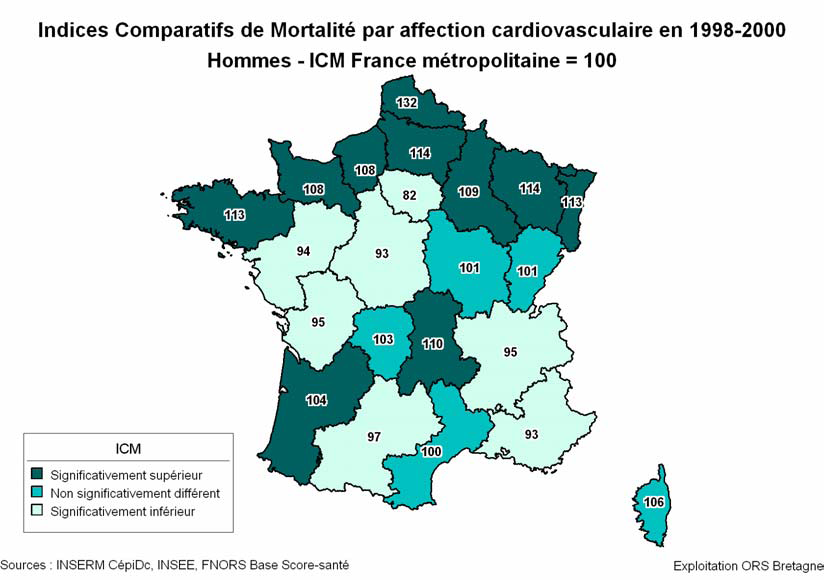 Indices Comparatifs de Mortalité par affection cardiovasculaire en 1998-2000
Hommes - ICM France métropolitaine = 100
132
114
108
108
82
109
114
113
113
94
93
101
101
95
103
110
95
104
97
100
93
106
ICM
Significativement supérieur
Non significativement différent
Significativement inférieur
Sources : INSERM CépiDc, INSEE, FNORS Base Score-santé
Exploitation ORS Bretagne